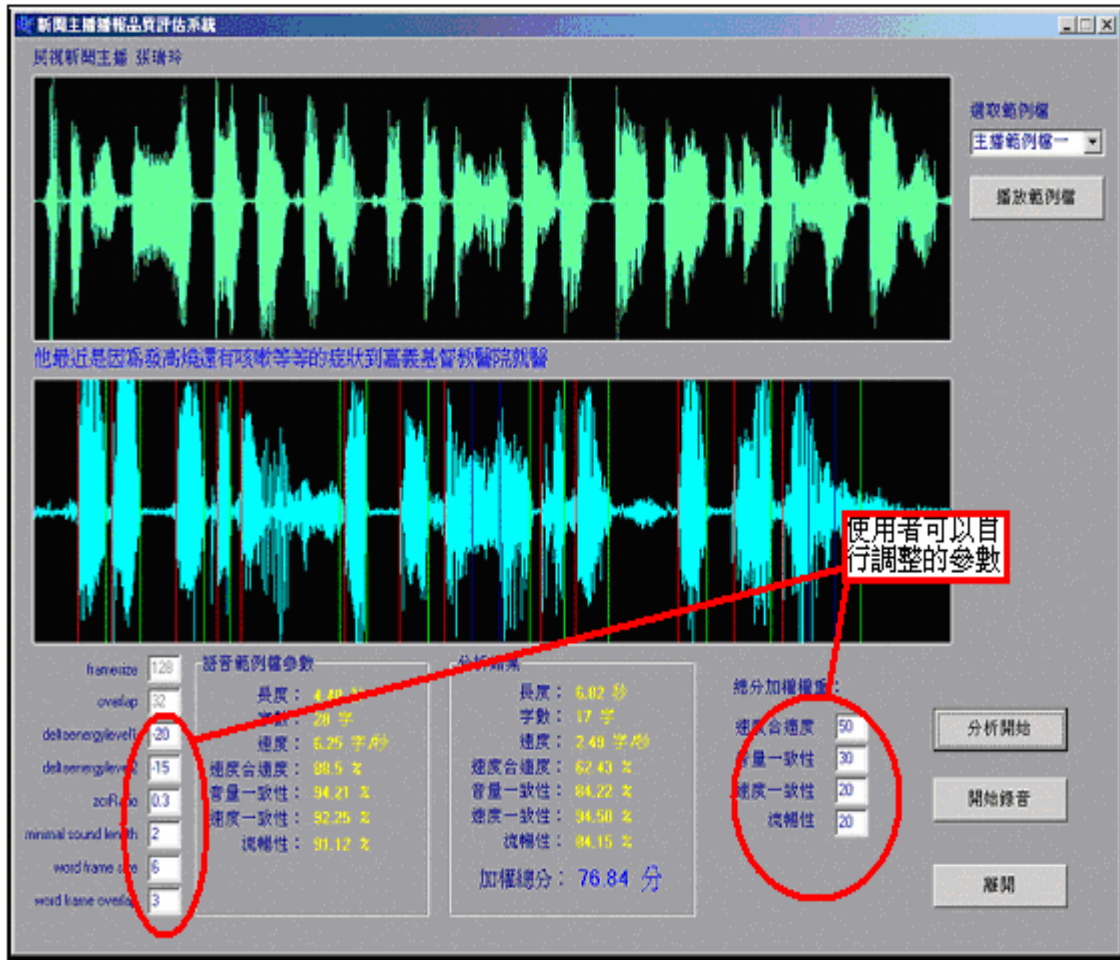 新聞主播播報品質評估系統
民視新聞主播 張瑞玲
選取範例檔
主播範例檔一
播放範例檔
他最近是因為發高燒還有咳嗽等等的症狀到嘉義基督教醫院就醫
使用者可以自
行調整的參數
framesize 128
overlap 32
deltaenergylevel1 -20
deltaenergylevel2 -15
zcrRatio 0.3
minimal sound length 2
word frame size 6
word frame overlap 3
語音範例檔參數
長度：
字數：28 字
速度：6.25 字/秒
速度合適度：
音量一致性：94.21 %
速度一致性：92.25 %
流暢性：91.12 %
分析結果
長度：6.82 秒
字數：17 字
速度：2.49 字/秒
速度合適度：62.43 %
音量一致性：84.22 %
速度一致性：94.50 %
流暢性：84.15 %
加權總分：76.84 分
總分加權權重：
速度合適度 50
音量一致性 30
速度一致性 20
流暢性 20
分析開始
開始錄音
離開